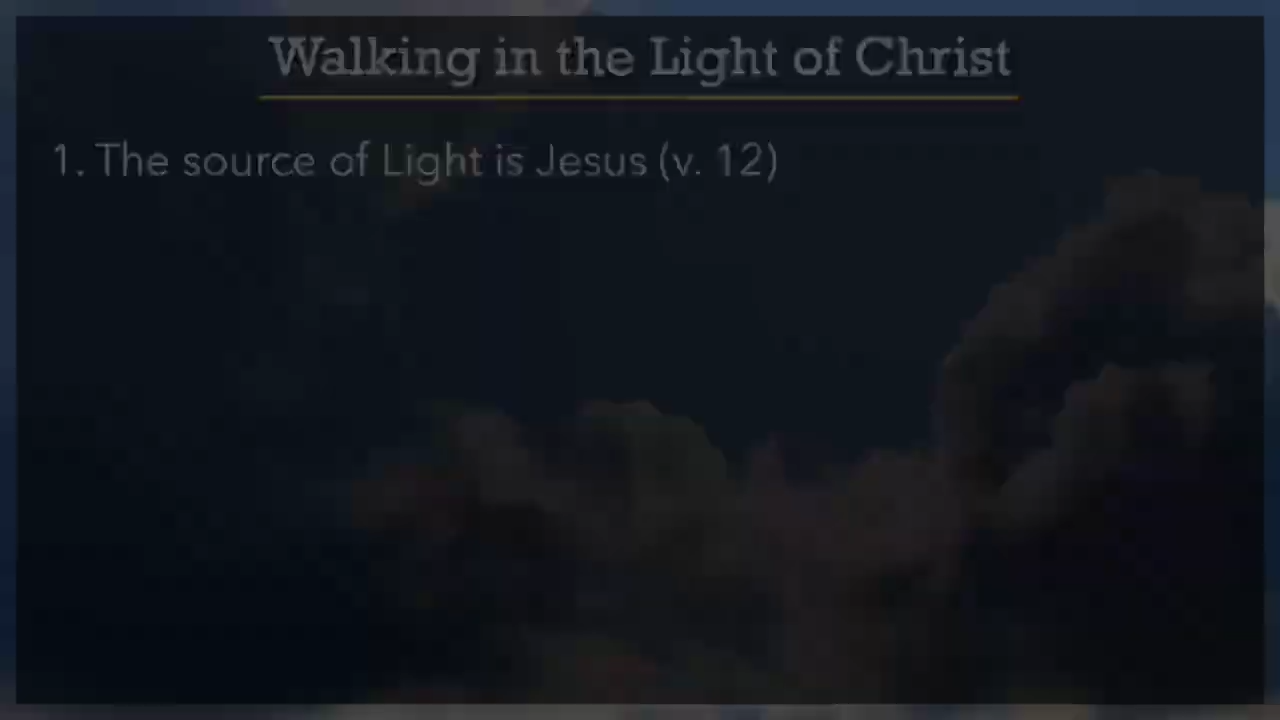 Walking in the Light of Christ
1. The source of Light is Jesus (v. 12)